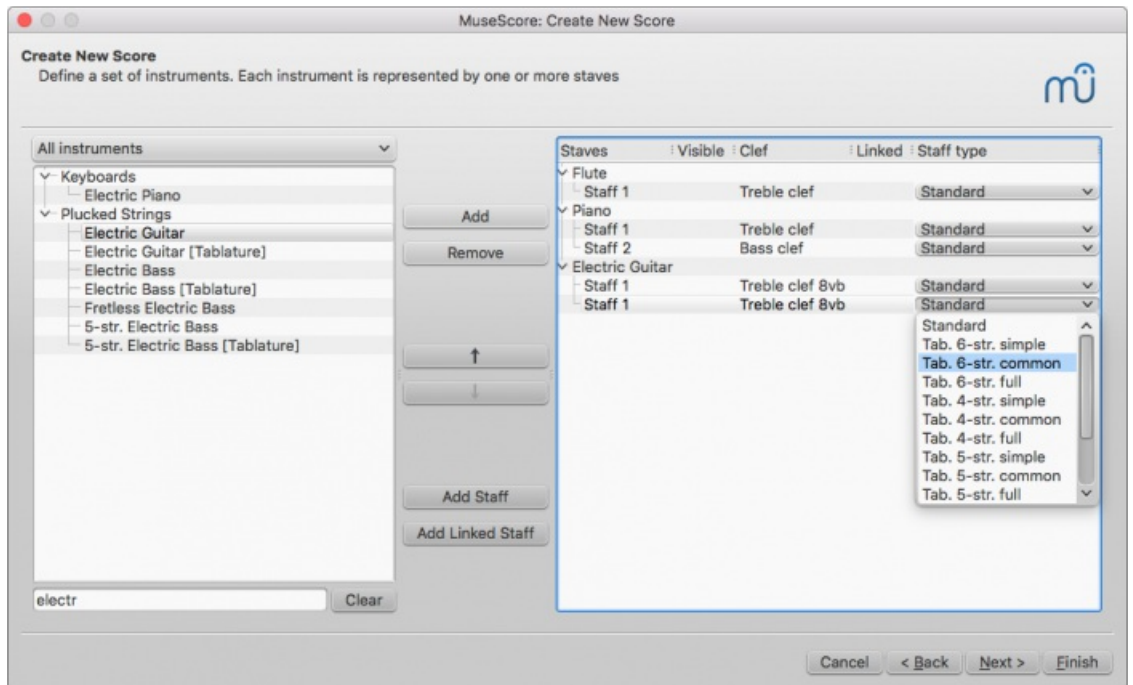 MuseScore: Create New Score
Create New Score
Define a set of instruments. Each instrument is represented by one or more staves
mü
All instruments
Keyboards
Electric Piano
Plucked Strings
Electric Guitar
Electric Guitar [Tablature]
Electric Bass
Electric Bass [Tablature]
Fretless Electric Bass
5-str. Electric Bass
5-str. Electric Bass [Tablature]
electr
Clear
Add
Remove
↑
↓
Add Staff
Add Linked Staff
Staves Visible Clef Linked Staff type
Flute
Staff 1 Treble clef Standard
Piano
Staff 1 Treble clef Standard
Staff 2 Bass clef Standard
Electric Guitar
Staff 1 Treble clef 8vb Standard
Staff 1 Treble clef 8vb Standard
Standard
Tab. 6-str. simple
Tab. 6-str. common
Tab. 6-str. full
Tab. 4-str. simple
Tab. 4-str. common
Tab. 4-str. full
Tab. 5-str. simple
Tab. 5-str. common
Tab. 5-str. full
Cancel < Back Next > Finish